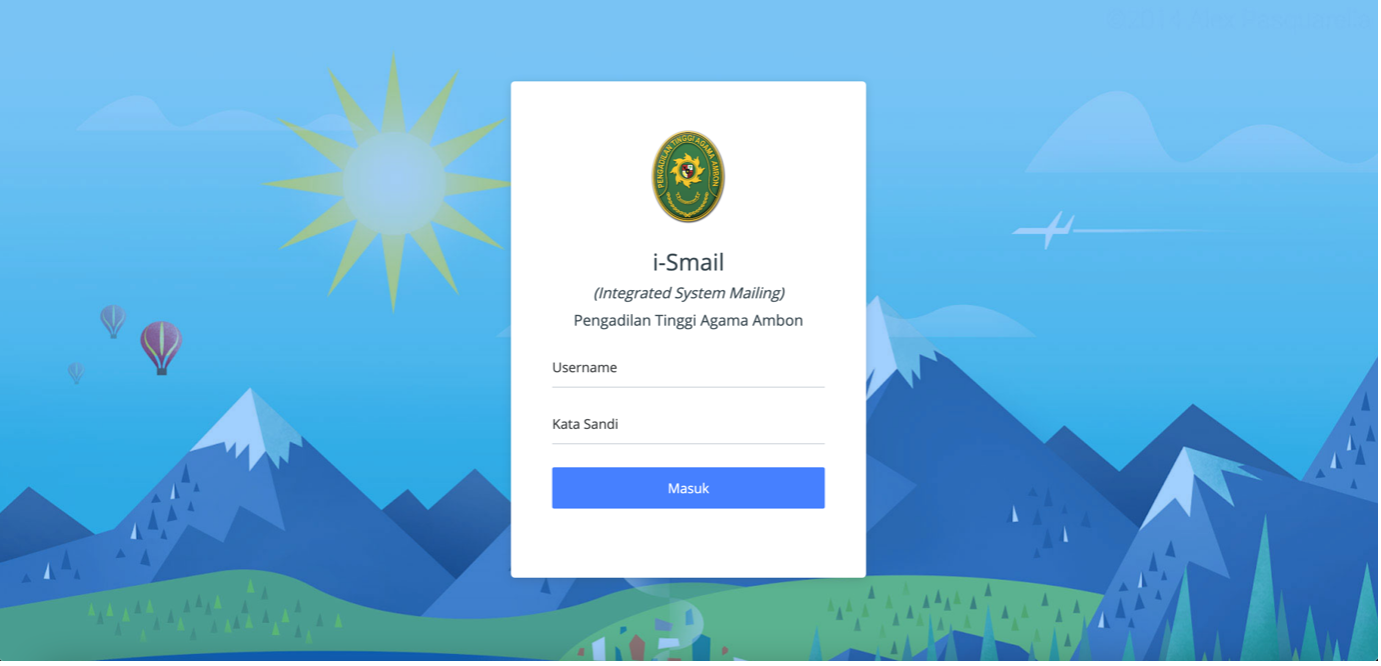 PENGADILAN TINGGI AGAMA AMBON
i-Smail
(Integrated System Mailing)
Pengadilan Tinggi Agama Ambon
Username
Kata Sandi
Masuk